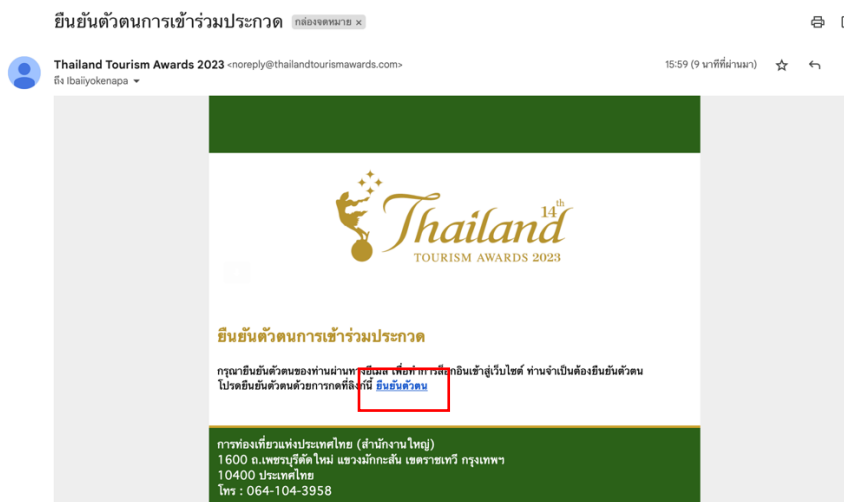 ยืนยันตัวตนการเข้าร่วมประกวด กล่องจดหมาย ×
Thailand Tourism Awards 2023 <noreply@thailandtourismawards.com> 15:59 (9 นาทีที่ผ่านมา)
ถึง Ibaiiyokenapa
Thailand 14th
TOURISM AWARDS 2023
ยืนยันตัวตนการเข้าร่วมประกวด
กรุณายืนยันตัวตนของท่านผ่านทางอีเมล เพื่อทำการล็อกอินเข้าสู่เว็บไซต์ ท่านจำเป็นต้องยืนยันตัวตน
โปรดยืนยันตัวตนด้วยการกดที่ลิงก์นี้ ยืนยันตัวตน
การท่องเที่ยวแห่งประเทศไทย (สำนักงานใหญ่)
1600 ถ.เพชรบุรีตัดใหม่ แขวงมักกะสัน เขตราชเทวี กรุงเทพฯ
10400 ประเทศไทย
โทร : 064-104-3958